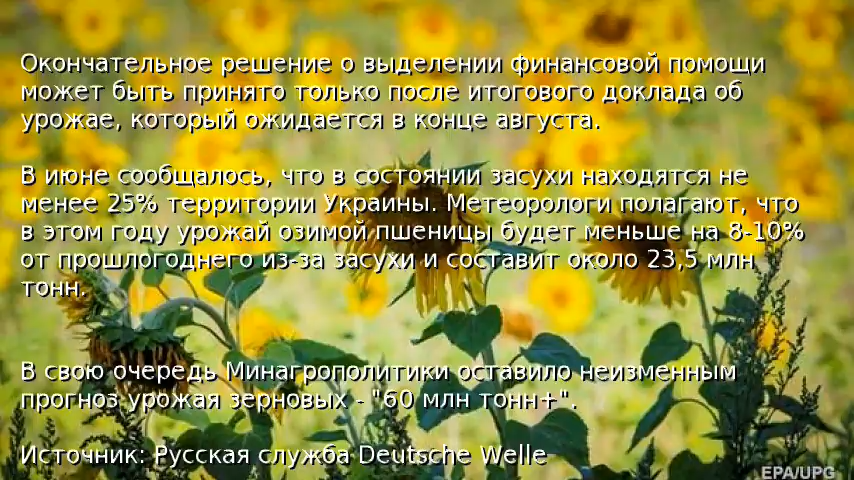 Окончательное решение о выделении финансовой помощи
может быть принято только после итогового доклада об
урожае, который ожидается в конце августа.
В июне сообщалось, что в состоянии засухи находятся не
менее 25% территории Украины. Метеорологи полагают, что
в этом году урожай озимой пшеницы будет меньше на 8-10%
от прошлогоднего из-за засухи и составит около 23,5 млн
тонн.
В свою очередь Минагрополитики оставило неизменным
прогноз урожая зерновых - "60 млн тонн+".
Источник: Русская служба Deutsche Welle
EPA/UPG